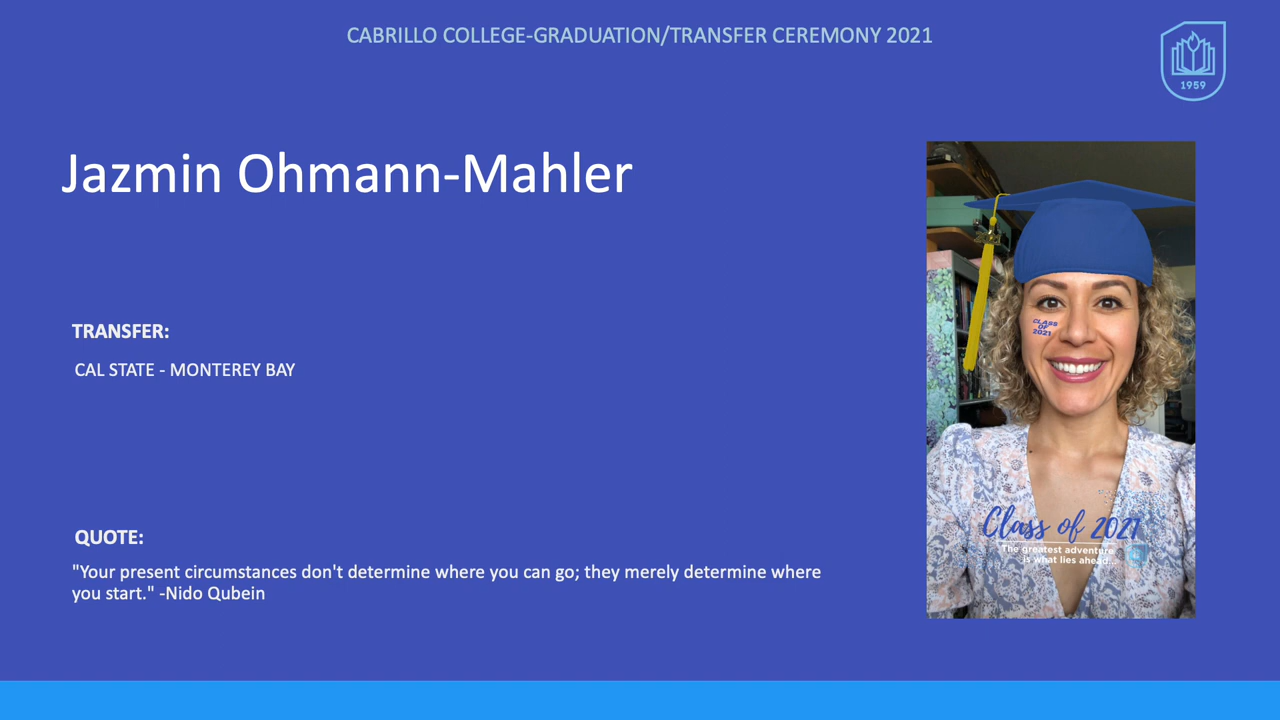 CABRILLO COLLEGE-GRADUATION/TRANSFER CEREMONY 2021
1959
Jazmin Ohmann-Mahler
TRANSFER:
CAL STATE - MONTEREY BAY
QUOTE:
"Your present circumstances don't determine where you can go; they merely determine where
you start." -Nido Qubein
CLASS
OF
2021
Class of 2021
The greatest adventure
is what lies ahead...